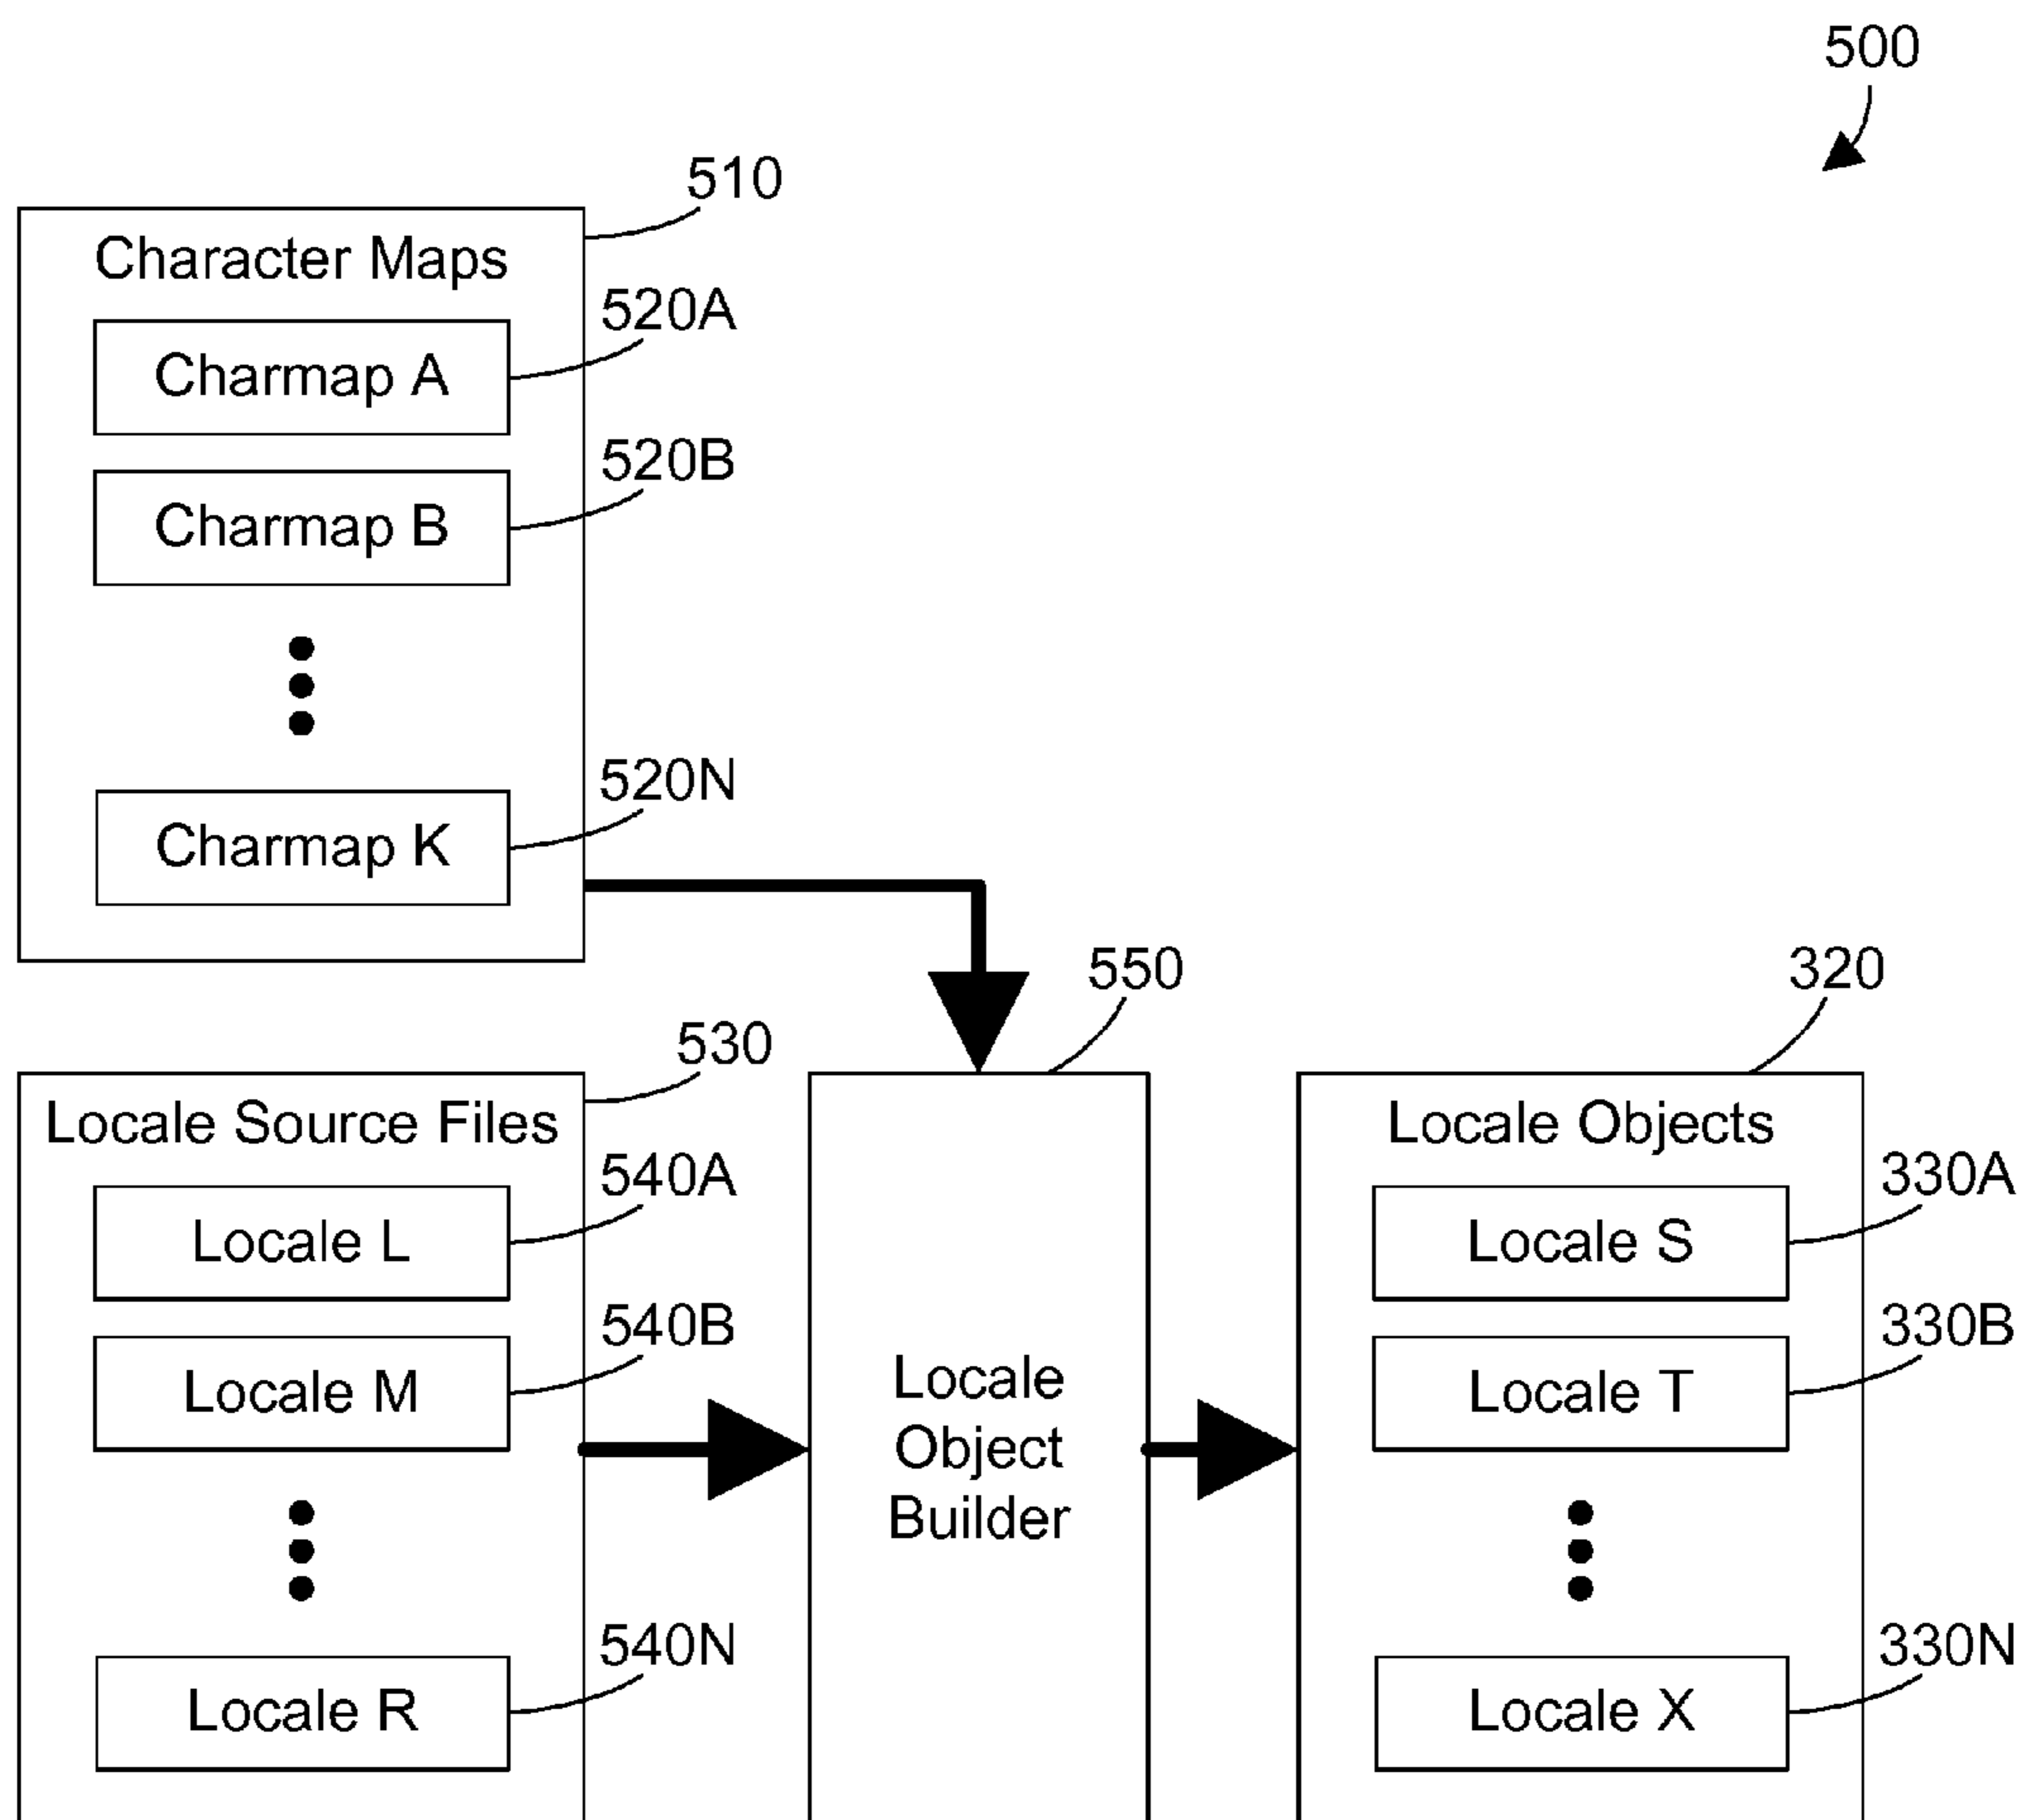 500
510
Character Maps
520A
Charmap A
520B
Charmap B
520N
Charmap K
550
320
530
Locale Source Files
540A
Locale L
540B
Locale M
540N
Locale R
Locale
Object
Builder
Locale Objects
330A
Locale S
330B
Locale T
330N
Locale X